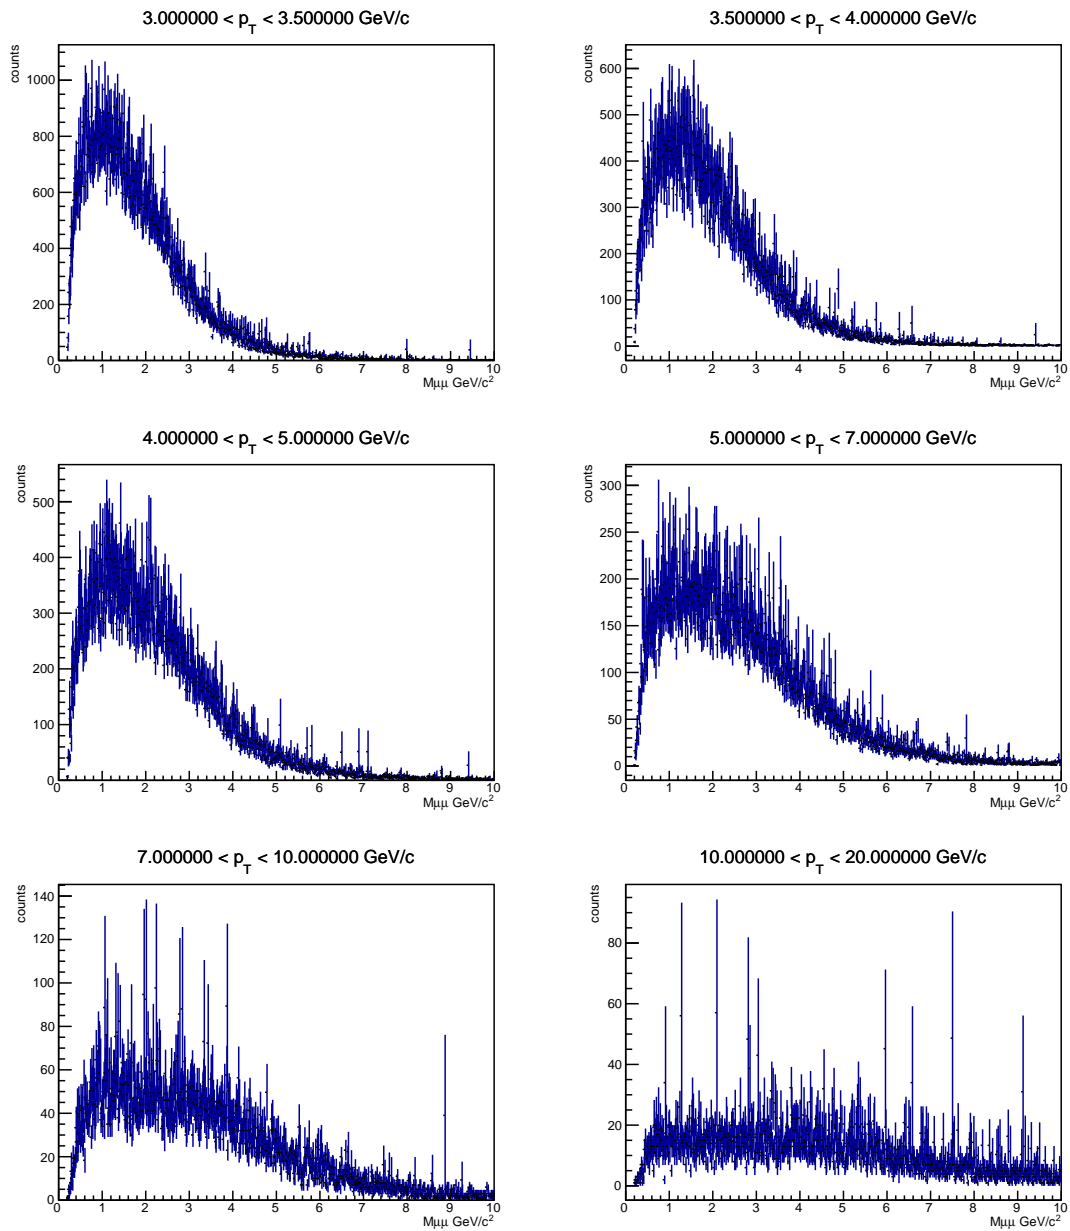 3.000000 < p_T < 3.500000 GeV/c
counts
1000
800
600
400
200
0
0 1 2 3 4 5 6 7 8 9 10
Mμμ GeV/c²
3.500000 < p_T < 4.000000 GeV/c
counts
600
500
400
300
200
100
0
0 1 2 3 4 5 6 7 8 9 10
Mμμ GeV/c²
4.000000 < p_T < 5.000000 GeV/c
counts
500
400
300
200
100
0
0 1 2 3 4 5 6 7 8 9 10
Mμμ GeV/c²
5.000000 < p_T < 7.000000 GeV/c
counts
300
250
200
150
100
50
0
0 1 2 3 4 5 6 7 8 9 10
Mμμ GeV/c²
7.000000 < p_T < 10.000000 GeV/c
counts
140
120
100
80
60
40
20
0
0 1 2 3 4 5 6 7 8 9 10
Mμμ GeV/c²
10.000000 < p_T < 20.000000 GeV/c
counts
80
60
40
20
0
0 1 2 3 4 5 6 7 8 9 10
Mμμ GeV/c²